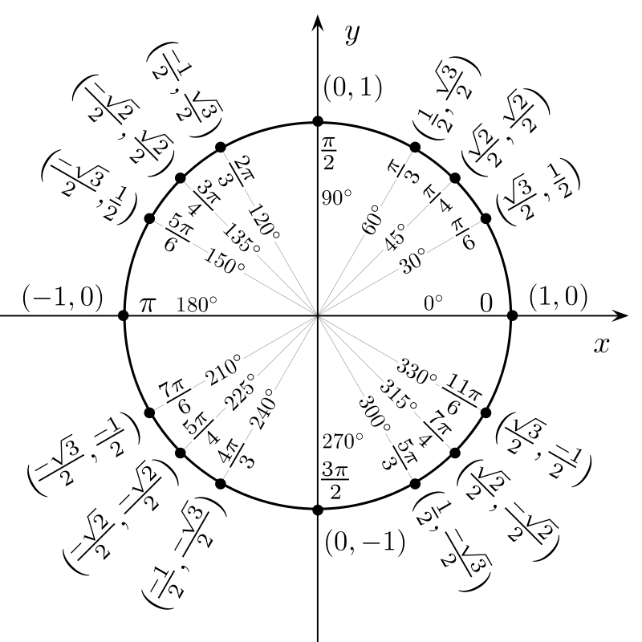 y
(0, 1)
(1/2, √3/2)
(√2/2, √2/2)
(√3/2, 1/2)
(-1/2, √3/2)
(-√2/2, √2/2)
(-√3/2, 1/2)
π/2
90°
π/3
60°
π/4
45°
π/6
30°
2π/3
120°
3π/4
135°
5π/6
150°
(-1, 0)
π
180°
0°
0
(1, 0)
x
7π/6
210°
5π/4
225°
4π/3
240°
270°
3π/2
300°
5π/3
315°
7π/4
330°
11π/6
(-√3/2, -1/2)
(-√2/2, -√2/2)
(-1/2, -√3/2)
(0, -1)
(1/2, -√3/2)
(√2/2, -√2/2)
(√3/2, -1/2)